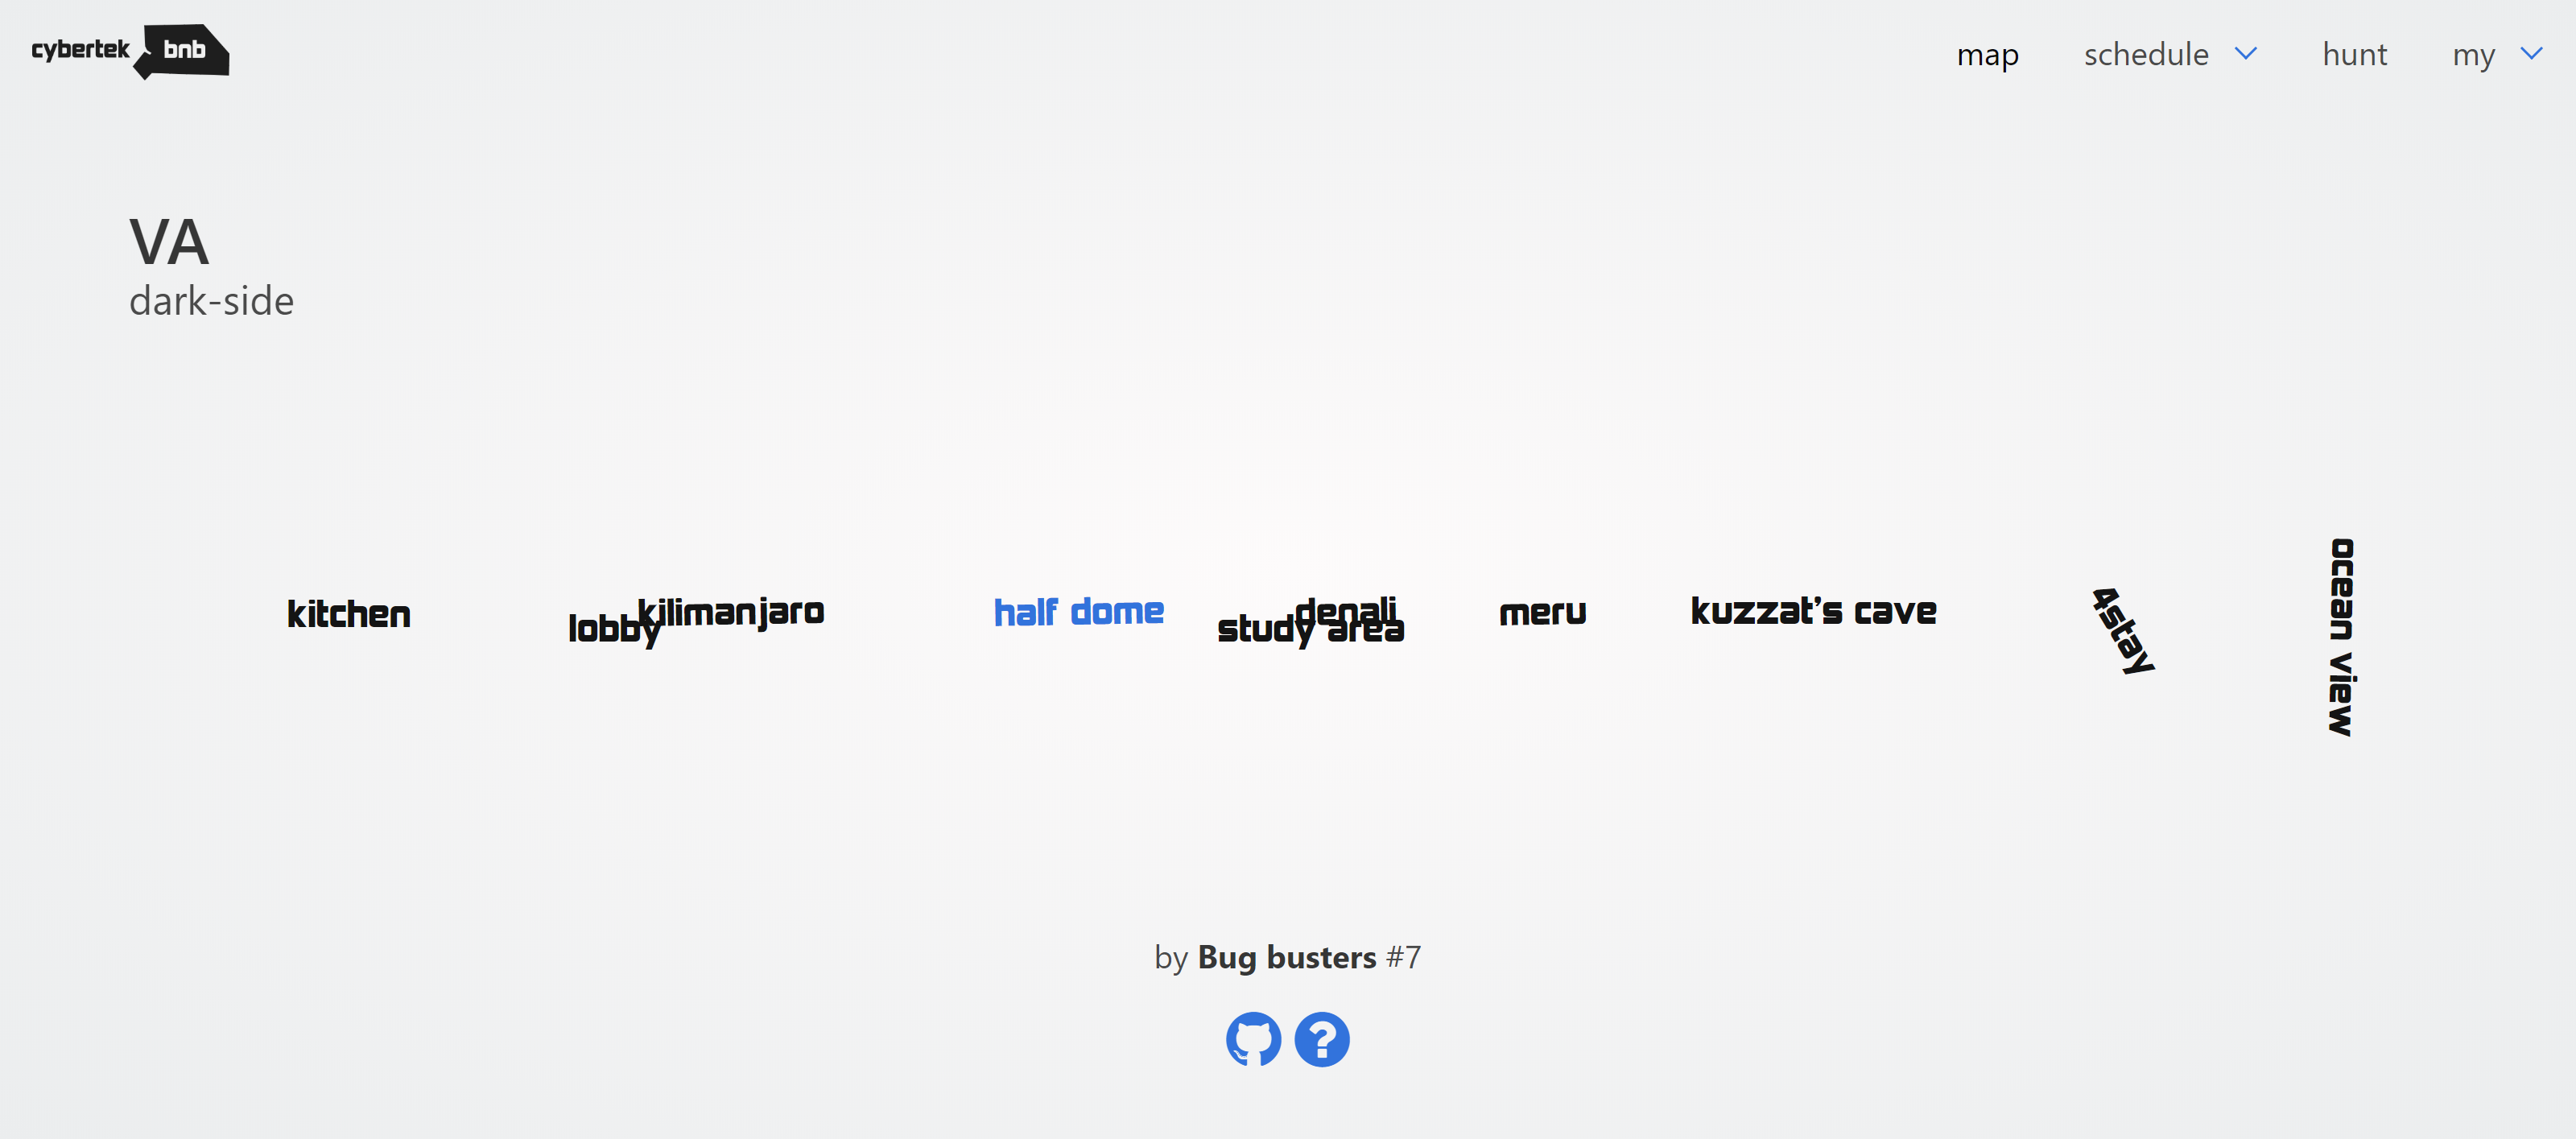 cybertek bnb
map schedule hunt my
VA
dark-side
kitchen
lobby
kilimanjaro
half dome
denali
study area
meru
kuzzat's cave
4stay
ocean view
by Bug busters #7
?